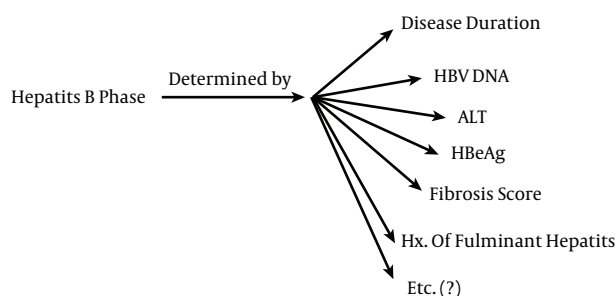 Disease Duration
HBV DNA
Determined by
Hepatits B Phase
ALT
HBeAg
Fibrosis Score
Hx. Of Fulminant Hepatits
Etc. (?)